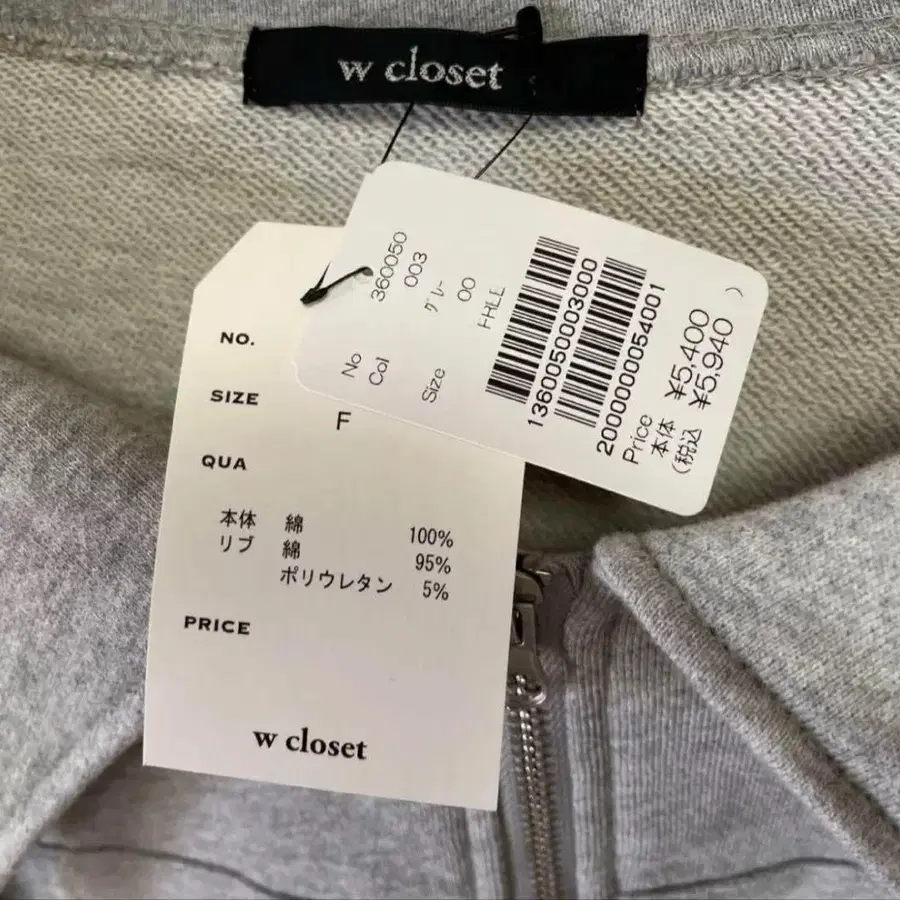 w closet
No 360050
Col 003
グレー
Size 00
FREE
1360050003000
2000000054001
Price
本体 ¥5,400
(税込 ¥5,940 )
NO.
SIZE
F
QUA
本体 綿 100%
リブ 綿 95%
ポリウレタン 5%
PRICE
w closet